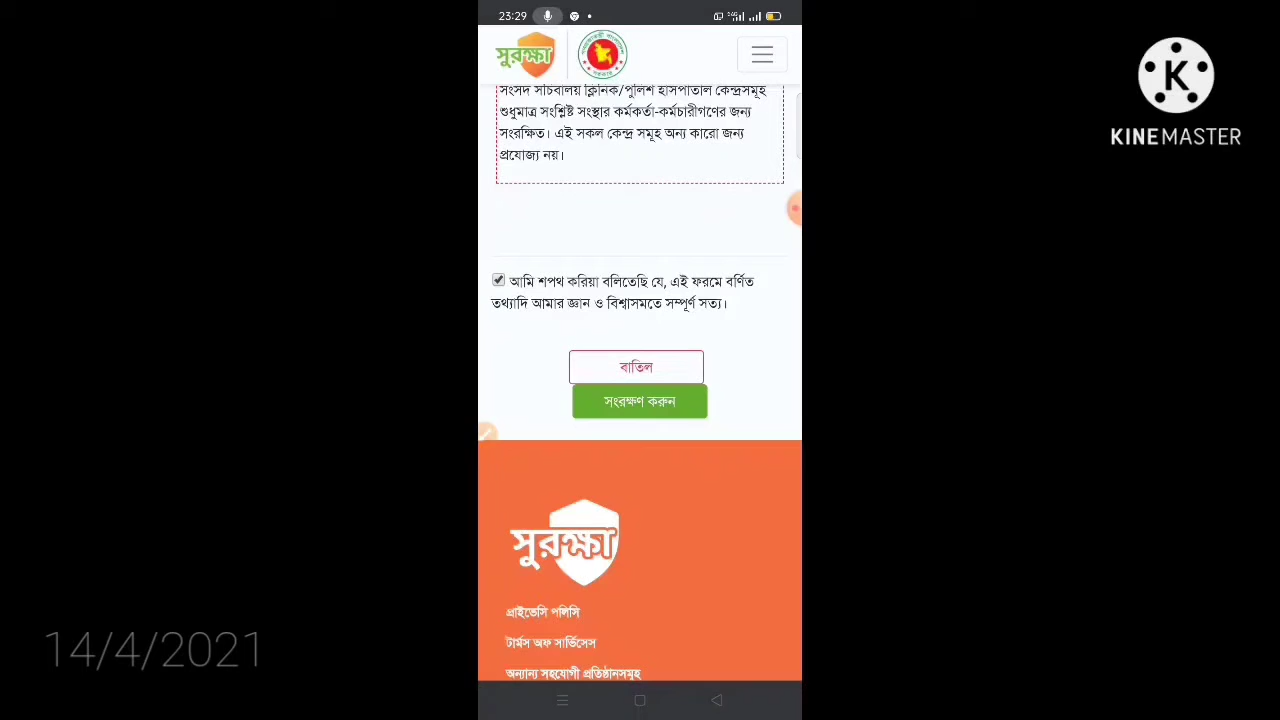 23:29
সুরক্ষা
K
KINEMASTER
সংসদ সচিবালয় ক্লিনিক/পুলিশ হাসপাতাল কেন্দ্রসমূহ
শুধুমাত্র সংশ্লিষ্ট সংস্থার কর্মকর্তা-কর্মচারীগণের জন্য
সংরক্ষিত। এই সকল কেন্দ্র সমূহ অন্য কারো জন্য
প্রযোজ্য নয়।
আমি শপথ করিয়া বলিতেছি যে, এই ফরমে বর্ণিত
তথ্যাদি আমার জ্ঞান ও বিশ্বাসমতে সম্পূর্ণ সত্য।
বাতিল
সংরক্ষণ করুন
সুরক্ষা
প্রাইভেসি পলিসি
টার্মস অফ সার্ভিসেস
অন্যান্য সহযোগী প্রতিষ্ঠানসমূহ
14/4/2021